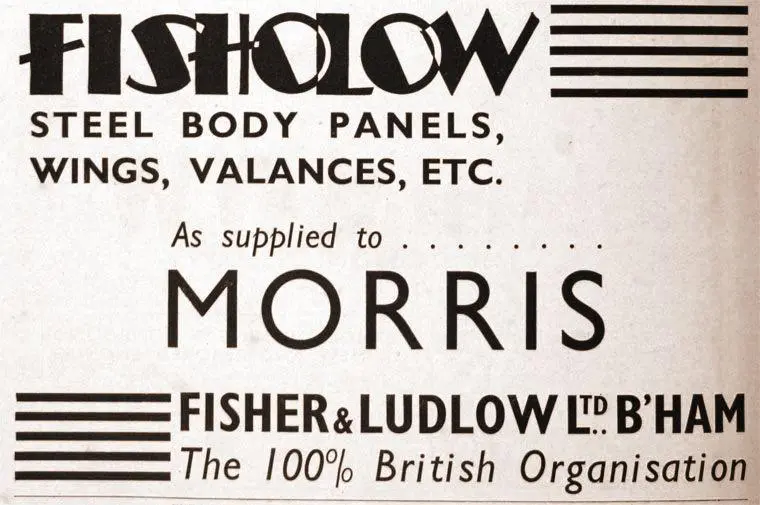 FISHOLOW
STEEL BODY PANELS,
WINGS, VALANCES, ETC.
As supplied to . . . . . . . . .
MORRIS
FISHER & LUDLOW LTD. B'HAM
The 100% British Organisation